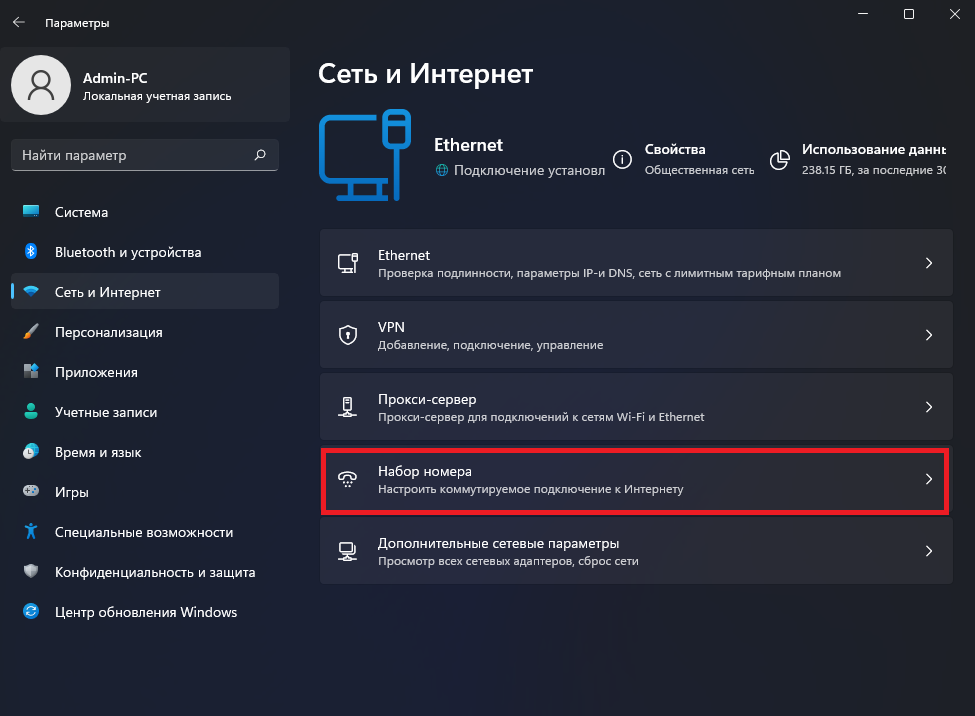 Параметры
Admin-PC
Локальная учетная запись
Найти параметр
Система
Bluetooth и устройства
Сеть и Интернет
Персонализация
Приложения
Учетные записи
Время и язык
Игры
Специальные возможности
Конфиденциальность и защита
Центр обновления Windows
Сеть и Интернет
Ethernet
Подключение установл
Свойства
Общественная сеть
Использование данны
238.15 ГБ, за последние 30
Ethernet
Проверка подлинности, параметры IP-и DNS, сеть с лимитным тарифным планом
VPN
Добавление, подключение, управление
Прокси-сервер
Прокси-сервер для подключений к сетям Wi-Fi и Ethernet
Набор номера
Настроить коммутируемое подключение к Интернету
Дополнительные сетевые параметры
Просмотр всех сетевых адаптеров, сброс сети